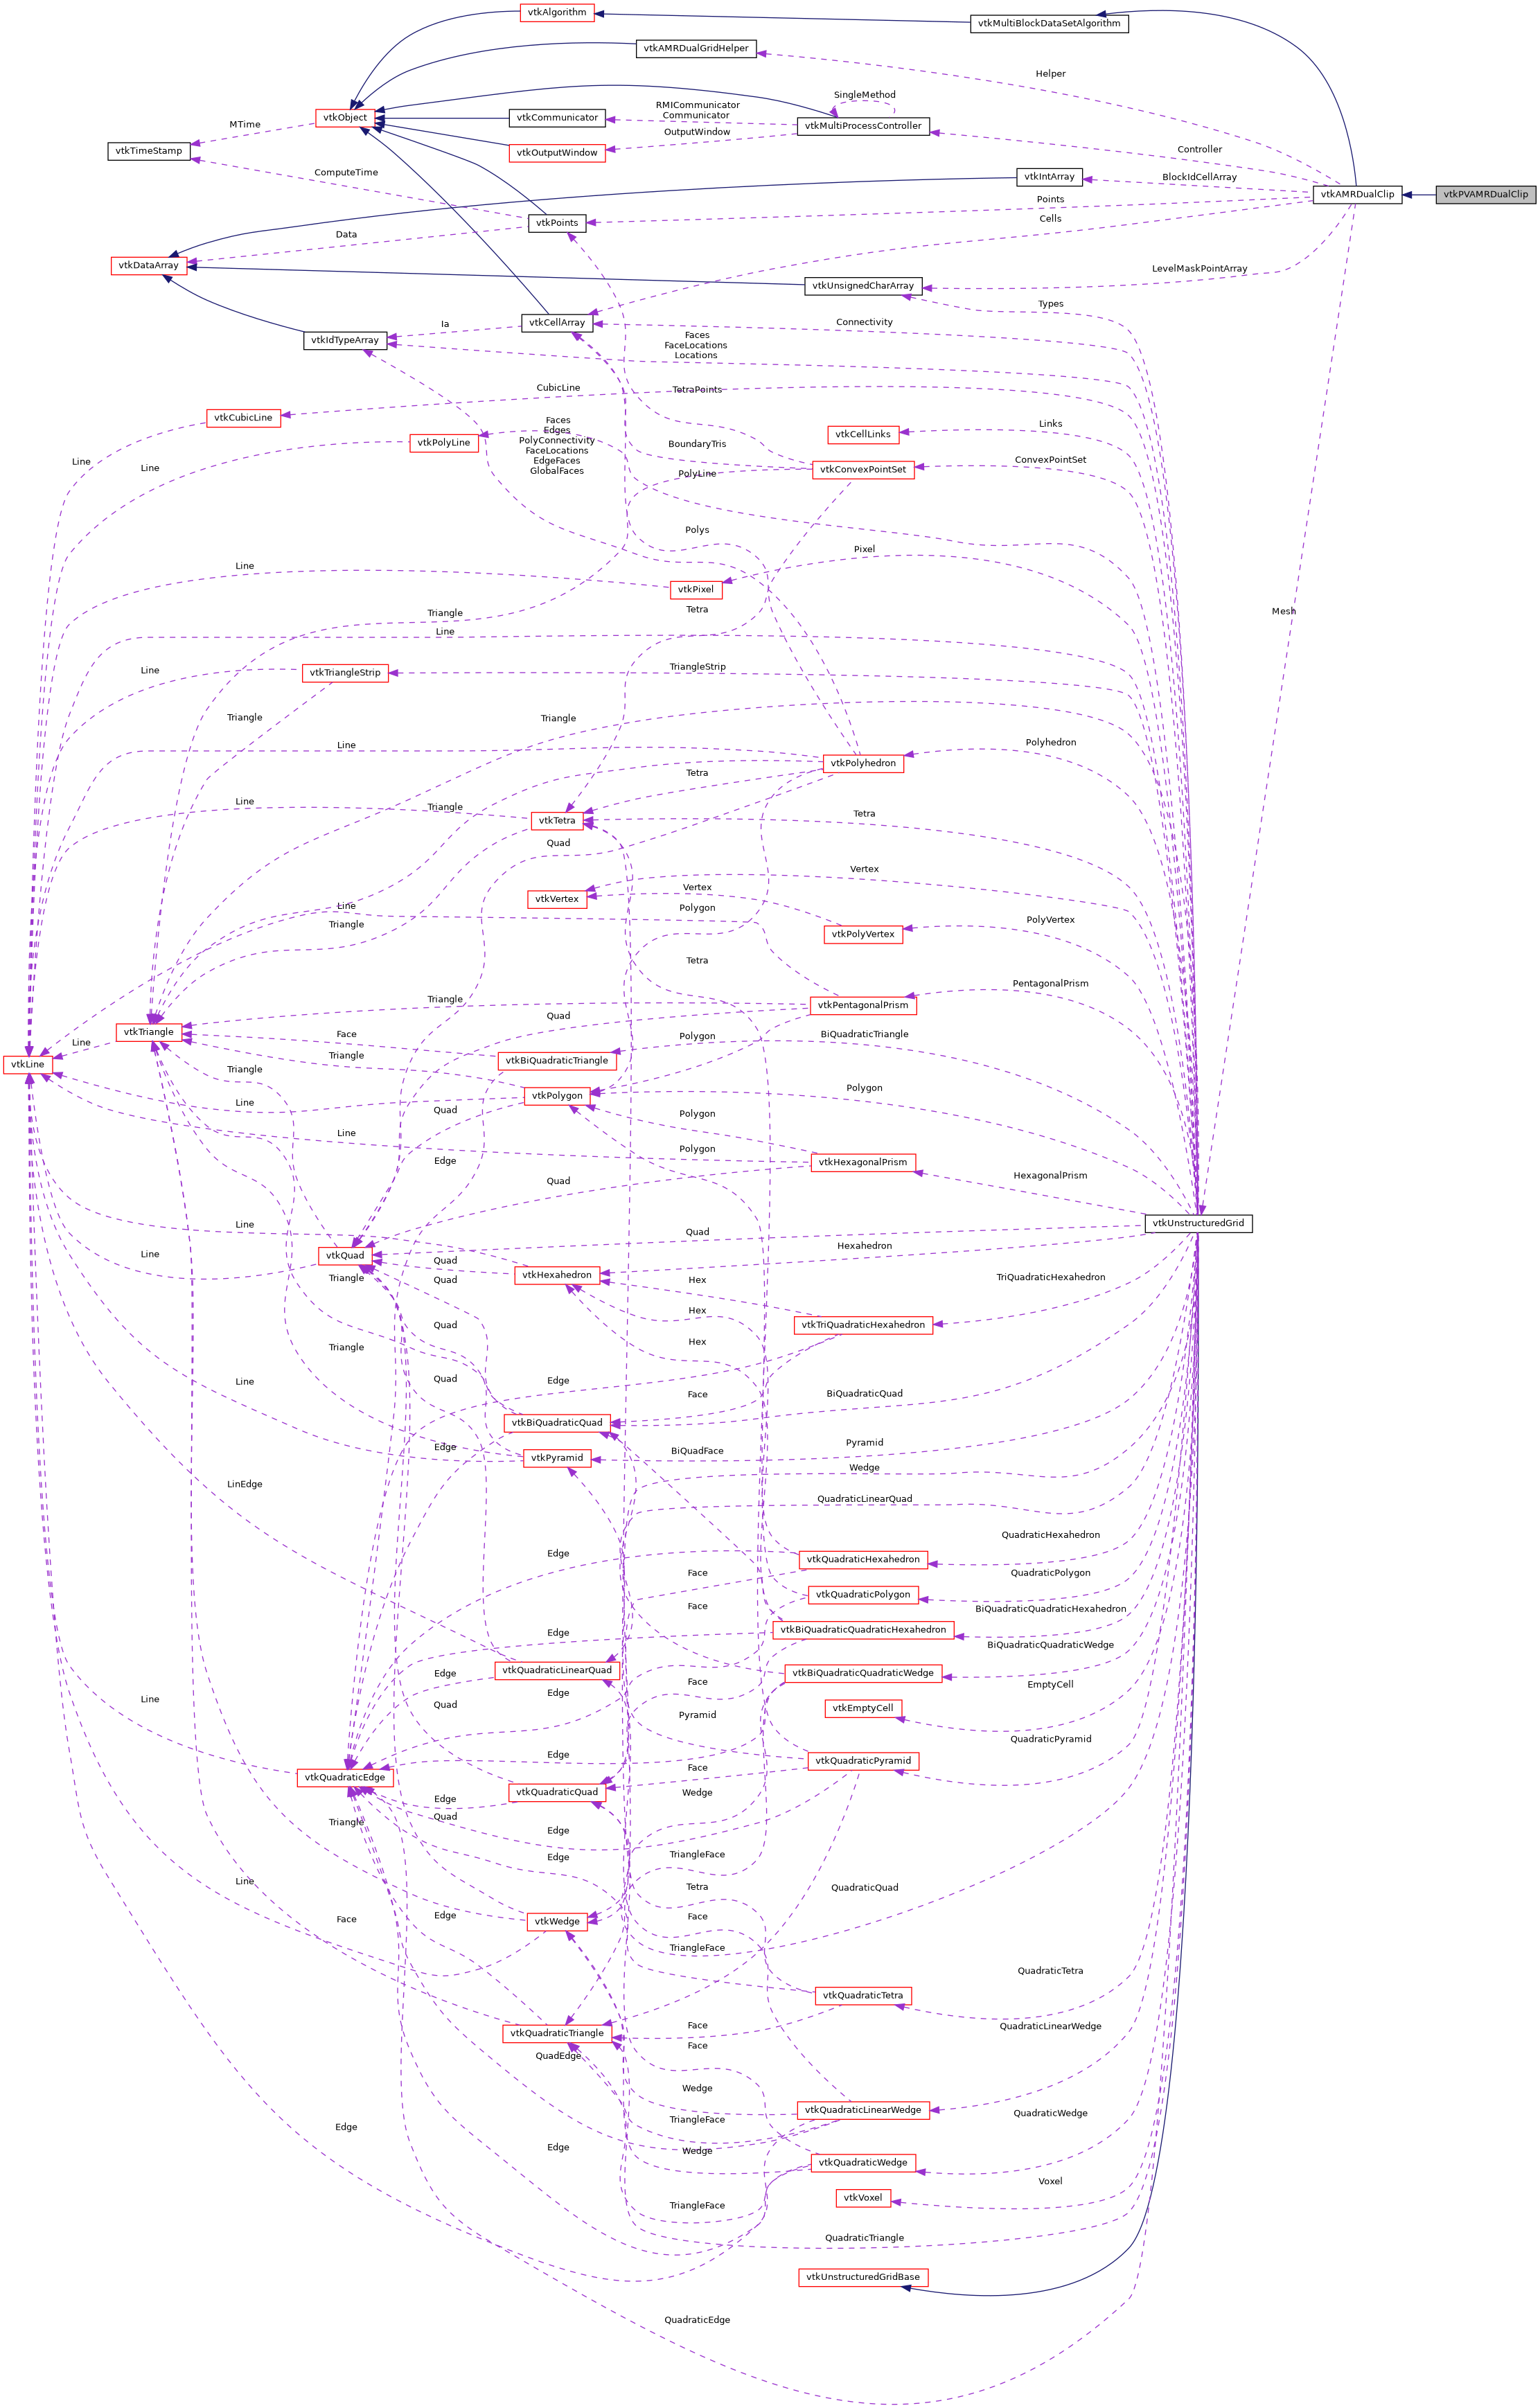 vtkAlgorithm
vtkMultiBlockDataSetAlgorithm
vtkAMRDualGridHelper
Helper
SingleMethod
RMICommunicator
Communicator
vtkObject
vtkCommunicator
vtkMultiProcessController
MTime
OutputWindow
vtkTimeStamp
vtkOutputWindow
Controller
ComputeTime
vtkIntArray
BlockIdCellArray
vtkAMRDualClip
vtkPVAMRDualClip
Points
vtkPoints
Cells
Data
vtkDataArray
LevelMaskPointArray
vtkUnsignedCharArray
Types
vtkCellArray
Connectivity
Ia
vtkIdTypeArray
Faces
FaceLocations
Locations
CubicLine
TetraPoints
vtkCubicLine
Faces
Edges
PolyConnectivity
FaceLocations
EdgeFaces
GlobalFaces
Links
vtkCellLinks
vtkPolyLine
BoundaryTris
Line
Line
ConvexPointSet
vtkConvexPointSet
PolyLine
Polys
Pixel
Line
vtkPixel
Triangle
Tetra
Mesh
Line
Line
vtkTriangleStrip
TriangleStrip
Triangle
Triangle
Line
Polyhedron
vtkPolyhedron
Tetra
Line
Triangle
vtkTetra
Tetra
Quad
Vertex
Vertex
vtkVertex
Line
Polygon
PolyVertex
Triangle
vtkPolyVertex
Tetra
PentagonalPrism
Triangle
vtkPentagonalPrism
Quad
vtkTriangle
Face
Polygon
BiQuadraticTriangle
Line
Triangle
vtkBiQuadraticTriangle
vtkLine
Triangle
vtkPolygon
Polygon
Line
Quad
Polygon
Line
Polygon
Edge
vtkHexagonalPrism
HexagonalPrism
Quad
Line
vtkUnstructuredGrid
Quad
Line
vtkQuad
Hexahedron
Quad
vtkHexahedron
Triangle
Quad
Hex
TriQuadraticHexahedron
Hex
Quad
vtkTriQuadraticHexahedron
Triangle
Hex
Line
Quad
Edge
Face
BiQuadraticQuad
vtkBiQuadraticQuad
Edge
BiQuadFace
Pyramid
vtkPyramid
Wedge
LinEdge
QuadraticLinearQuad
QuadraticHexahedron
Edge
vtkQuadraticHexahedron
Face
QuadraticPolygon
vtkQuadraticPolygon
Face
BiQuadraticQuadraticHexahedron
Edge
vtkBiQuadraticQuadraticHexahedron
BiQuadraticQuadraticWedge
vtkQuadraticLinearQuad
Edge
Face
vtkBiQuadraticQuadraticWedge
EmptyCell
Line
Edge
Quad
Pyramid
vtkEmptyCell
QuadraticPyramid
Edge
vtkQuadraticPyramid
Face
vtkQuadraticEdge
vtkQuadraticQuad
Wedge
Edge
Quad
Triangle
Edge
TriangleFace
Edge
Line
Tetra
QuadraticQuad
Face
Edge
Face
vtkWedge
TriangleFace
QuadraticTetra
vtkQuadraticTetra
Face
QuadraticLinearWedge
vtkQuadraticTriangle
Face
QuadEdge
Wedge
vtkQuadraticLinearWedge
QuadraticWedge
TriangleFace
Edge
Edge
Wedge
vtkQuadraticWedge
Voxel
vtkVoxel
TriangleFace
QuadraticTriangle
vtkUnstructuredGridBase
QuadraticEdge